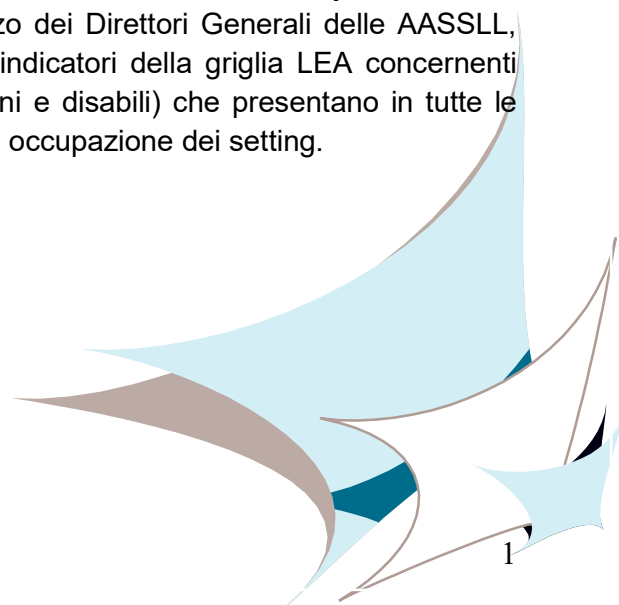 zo dei Direttori Generali delle AASSLL,
indicatori della griglia LEA concernenti
ni e disabili) che presentano in tutte le
occupazione dei setting.
1